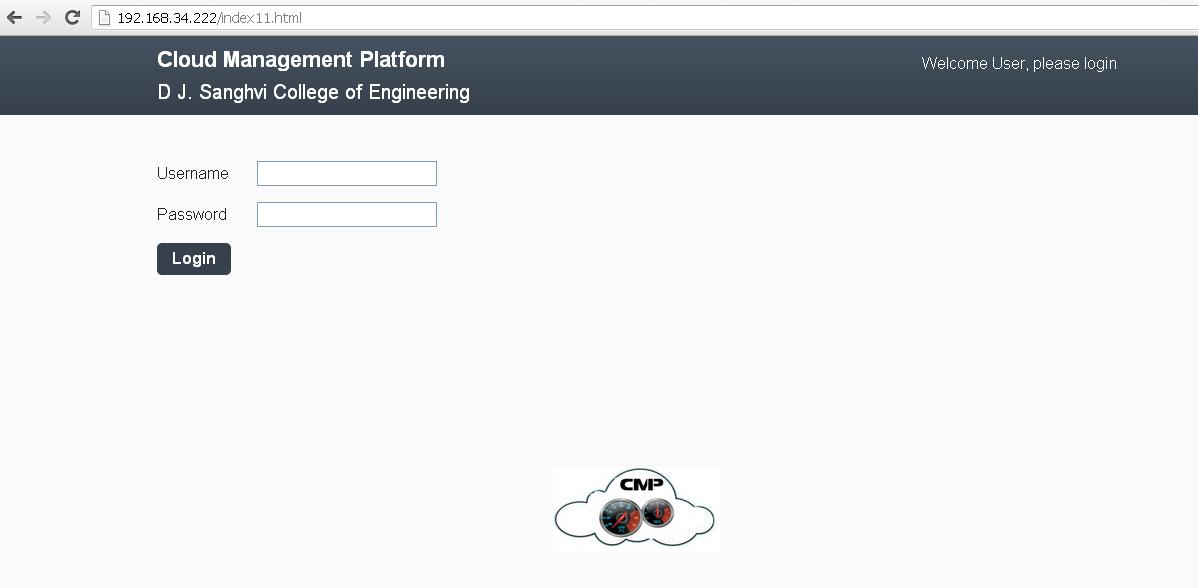 192.168.34.222/index11.html
Cloud Management Platform
Welcome User, please login
D J. Sanghvi College of Engineering
Username
Password
Login
CMP